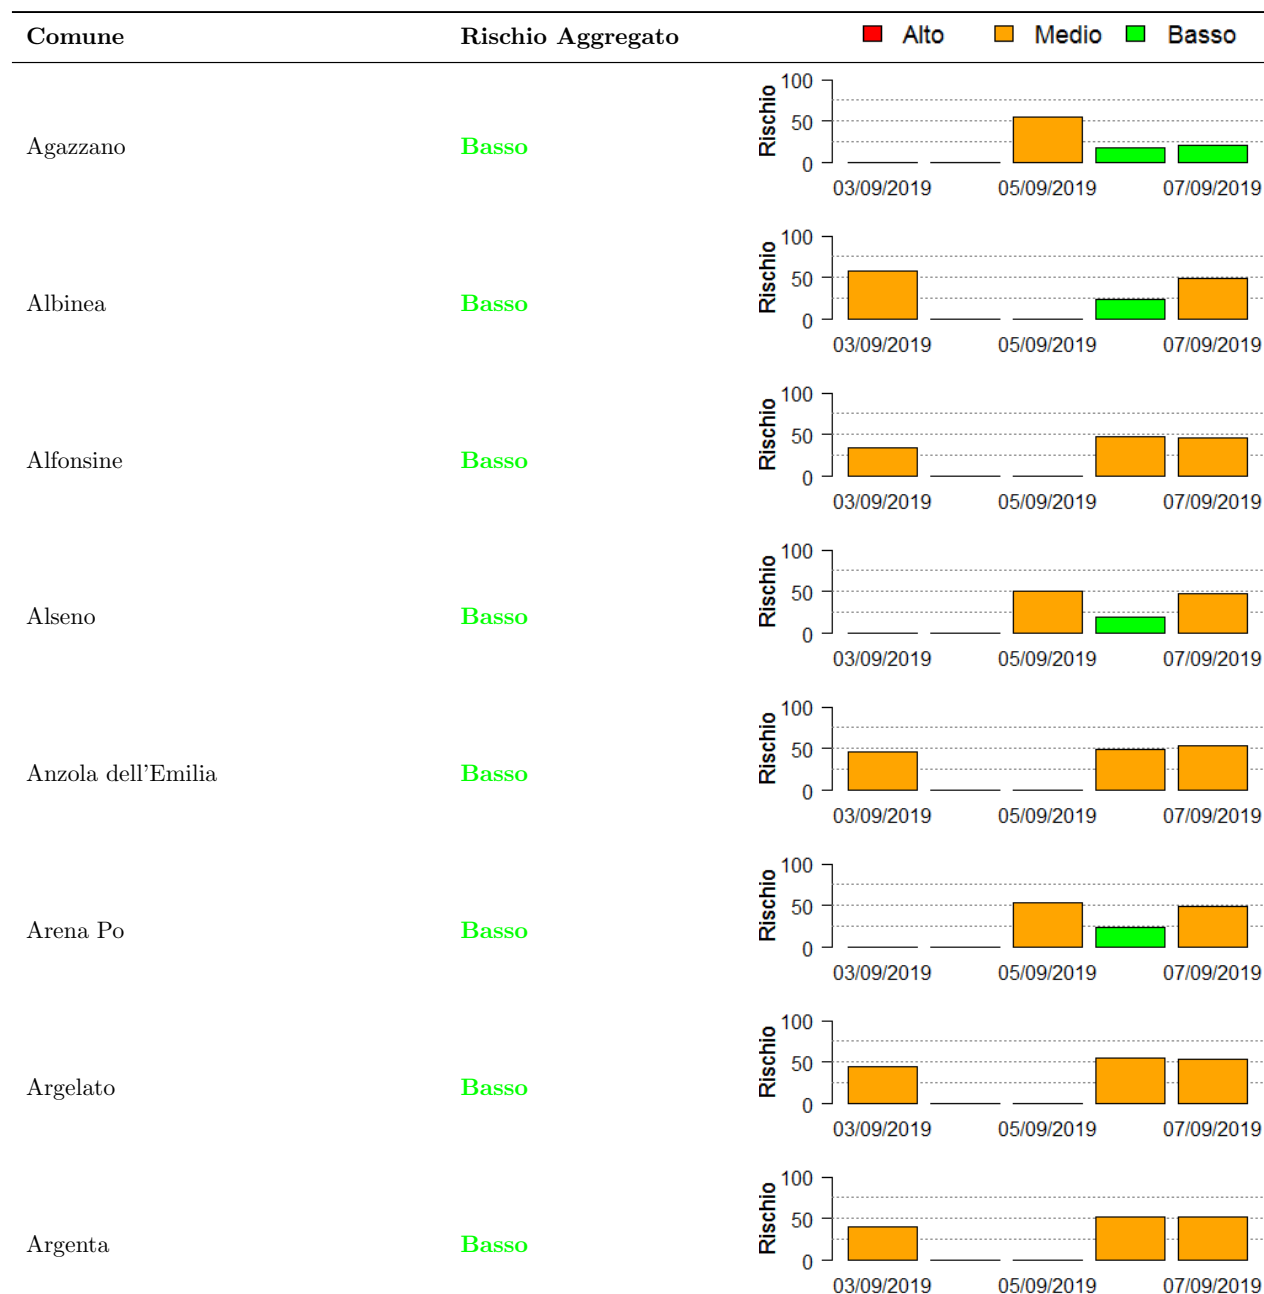 Comune Rischio Aggregato Alto Medio Basso
Agazzano Basso Rischio 100 50 0
03/09/2019 05/09/2019 07/09/2019
Albinea Basso Rischio 100 50 0
03/09/2019 05/09/2019 07/09/2019
Alfonsine Basso Rischio 100 50 0
03/09/2019 05/09/2019 07/09/2019
Alseno Basso Rischio 100 50 0
03/09/2019 05/09/2019 07/09/2019
Anzola dell'Emilia Basso Rischio 100 50 0
03/09/2019 05/09/2019 07/09/2019
Arena Po Basso Rischio 100 50 0
03/09/2019 05/09/2019 07/09/2019
Argelato Basso Rischio 100 50 0
03/09/2019 05/09/2019 07/09/2019
Argenta Basso Rischio 100 50 0
03/09/2019 05/09/2019 07/09/2019